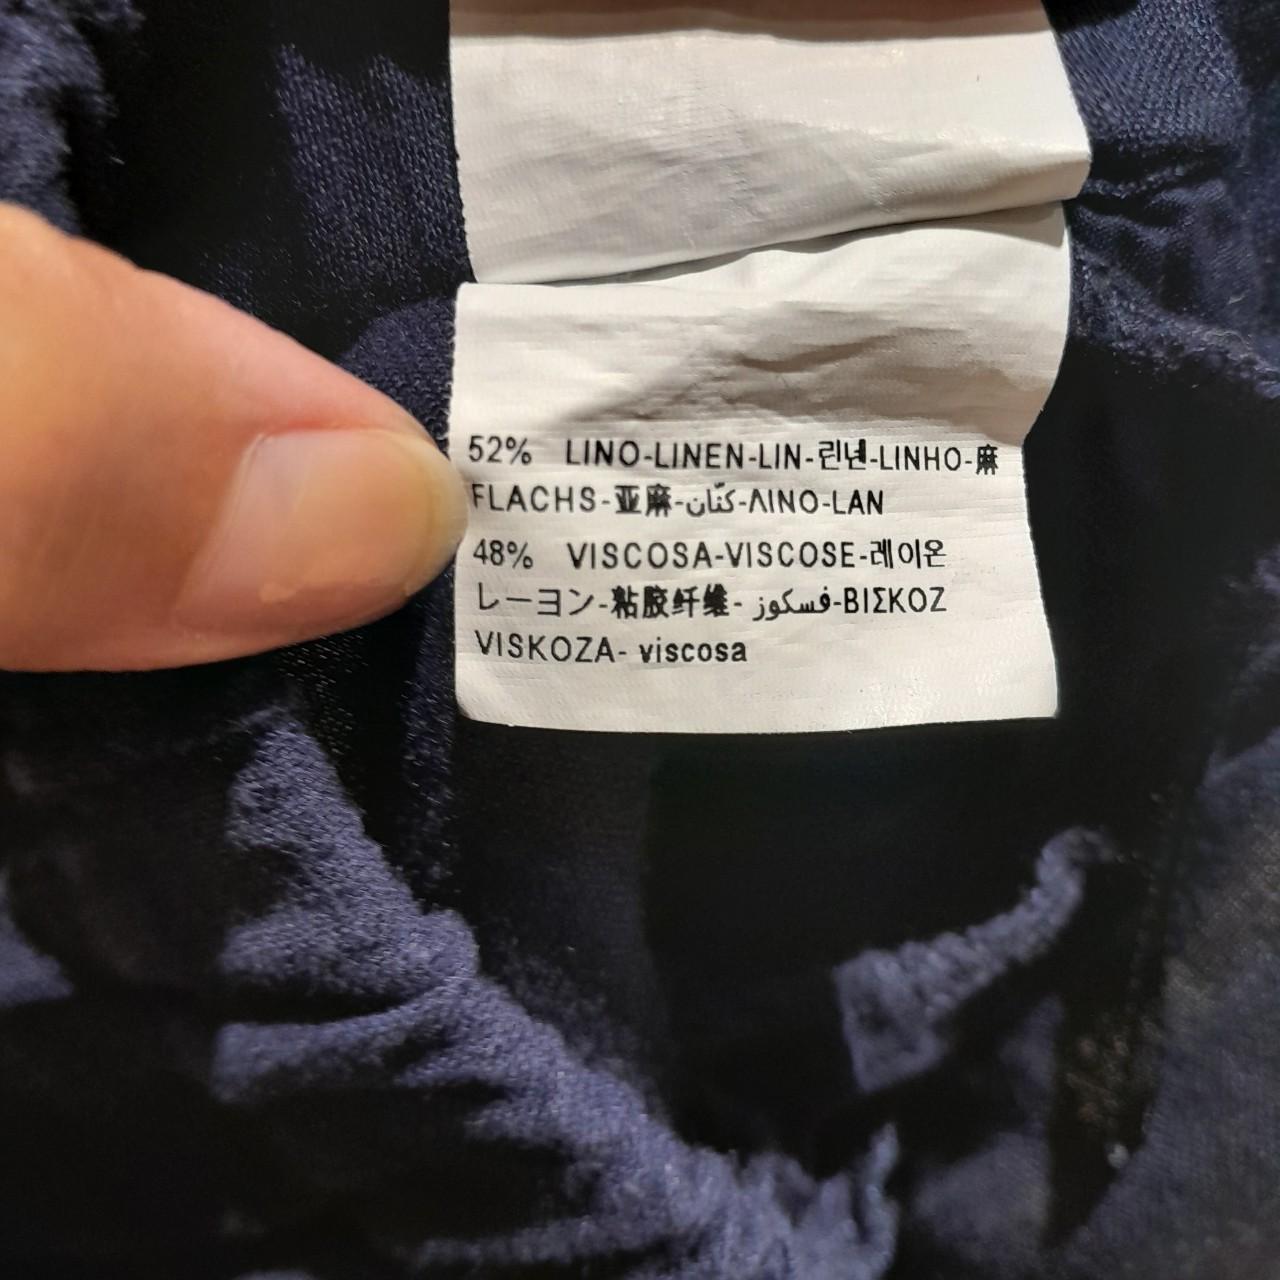 52% LINO-LINEN-LIN-린넨-LINHO-麻
FLACHS-亚麻-كتّان-ΛINO-LAN
48% VISCOSA-VISCOSE-레이온
レーヨン-粘胶纤维- فسكوز-ΒΙΣΚΟΖ
VISKOZA- viscosa